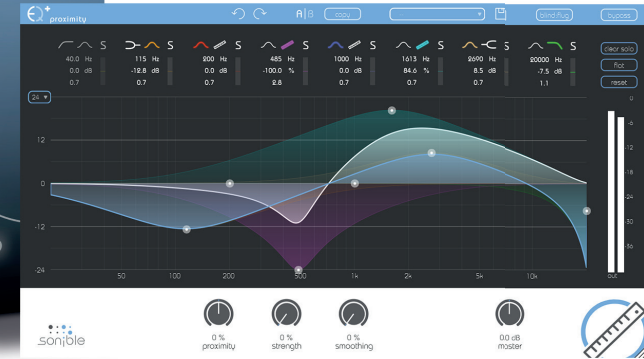 EQ+
proximity
A|B
copy
blind flug
bypass
S S S S S S S S
40.0 Hz 115 Hz 200 Hz 485 Hz 1000 Hz 1613 Hz 2690 Hz 20000 Hz
0.0 dB -12.8 dB 0.0 dB -100.0 % 0.0 dB 84.6 % 8.5 dB -7.5 dB
0.7 0.7 0.7 2.8 0.7 0.7 0.7 1.1
clear solo
flat
reset
24
12
0
-12
-24
50 100 200 500 1k 2k 5k 10k
0
-6
-12
-18
-24
-30
-36
out
sonible
0 % 0 % 0 % 0.0 dB
proximity strength smoothing master